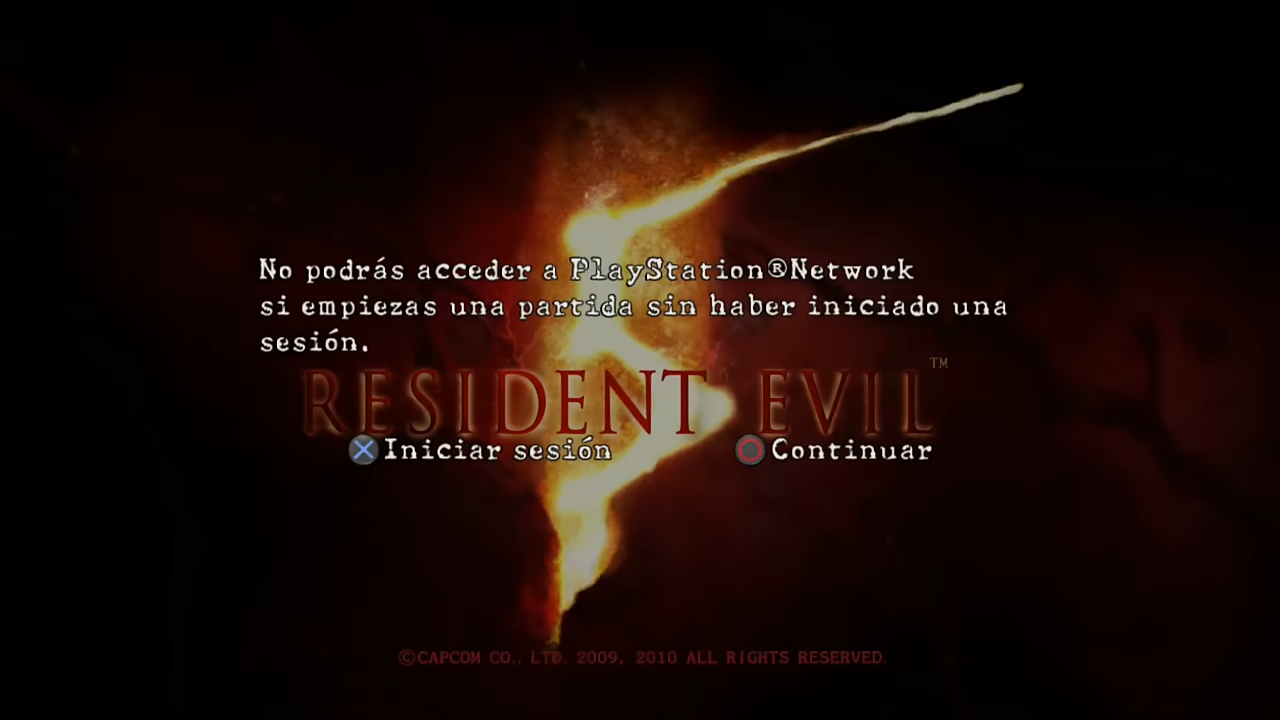 No podrás acceder a PlayStation®Network
si empiezas una partida sin haber iniciado una
sesión.
RESIDENT EVIL™
Iniciar sesión Continuar
©CAPCOM CO., LTD. 2009, 2010 ALL RIGHTS RESERVED.